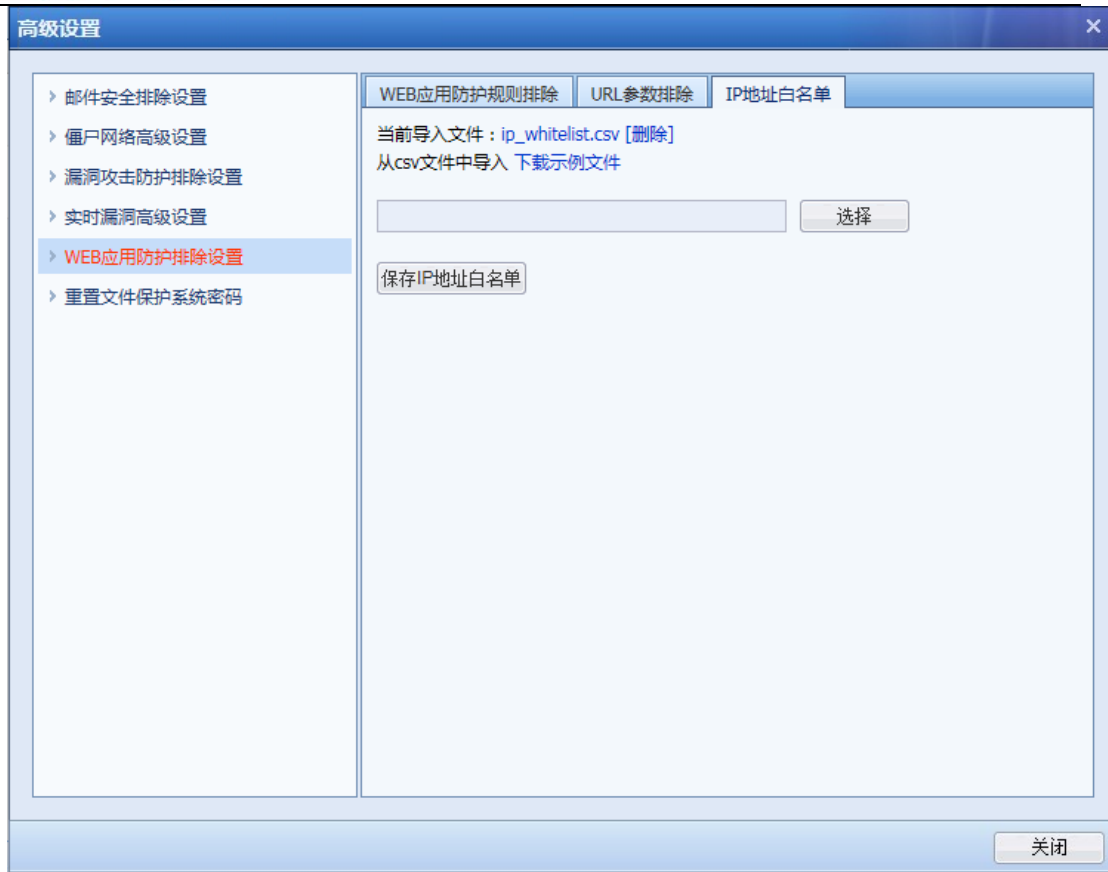 高级设置
邮件安全排除设置
僵尸网络高级设置
漏洞攻击防护排除设置
实时漏洞高级设置
WEB应用防护排除设置
重置文件保护系统密码
WEB应用防护规则排除 URL参数排除 IP地址白名单
当前导入文件：ip_whitelist.csv [删除]
从csv文件中导入 下载示例文件
选择
保存IP地址白名单
关闭